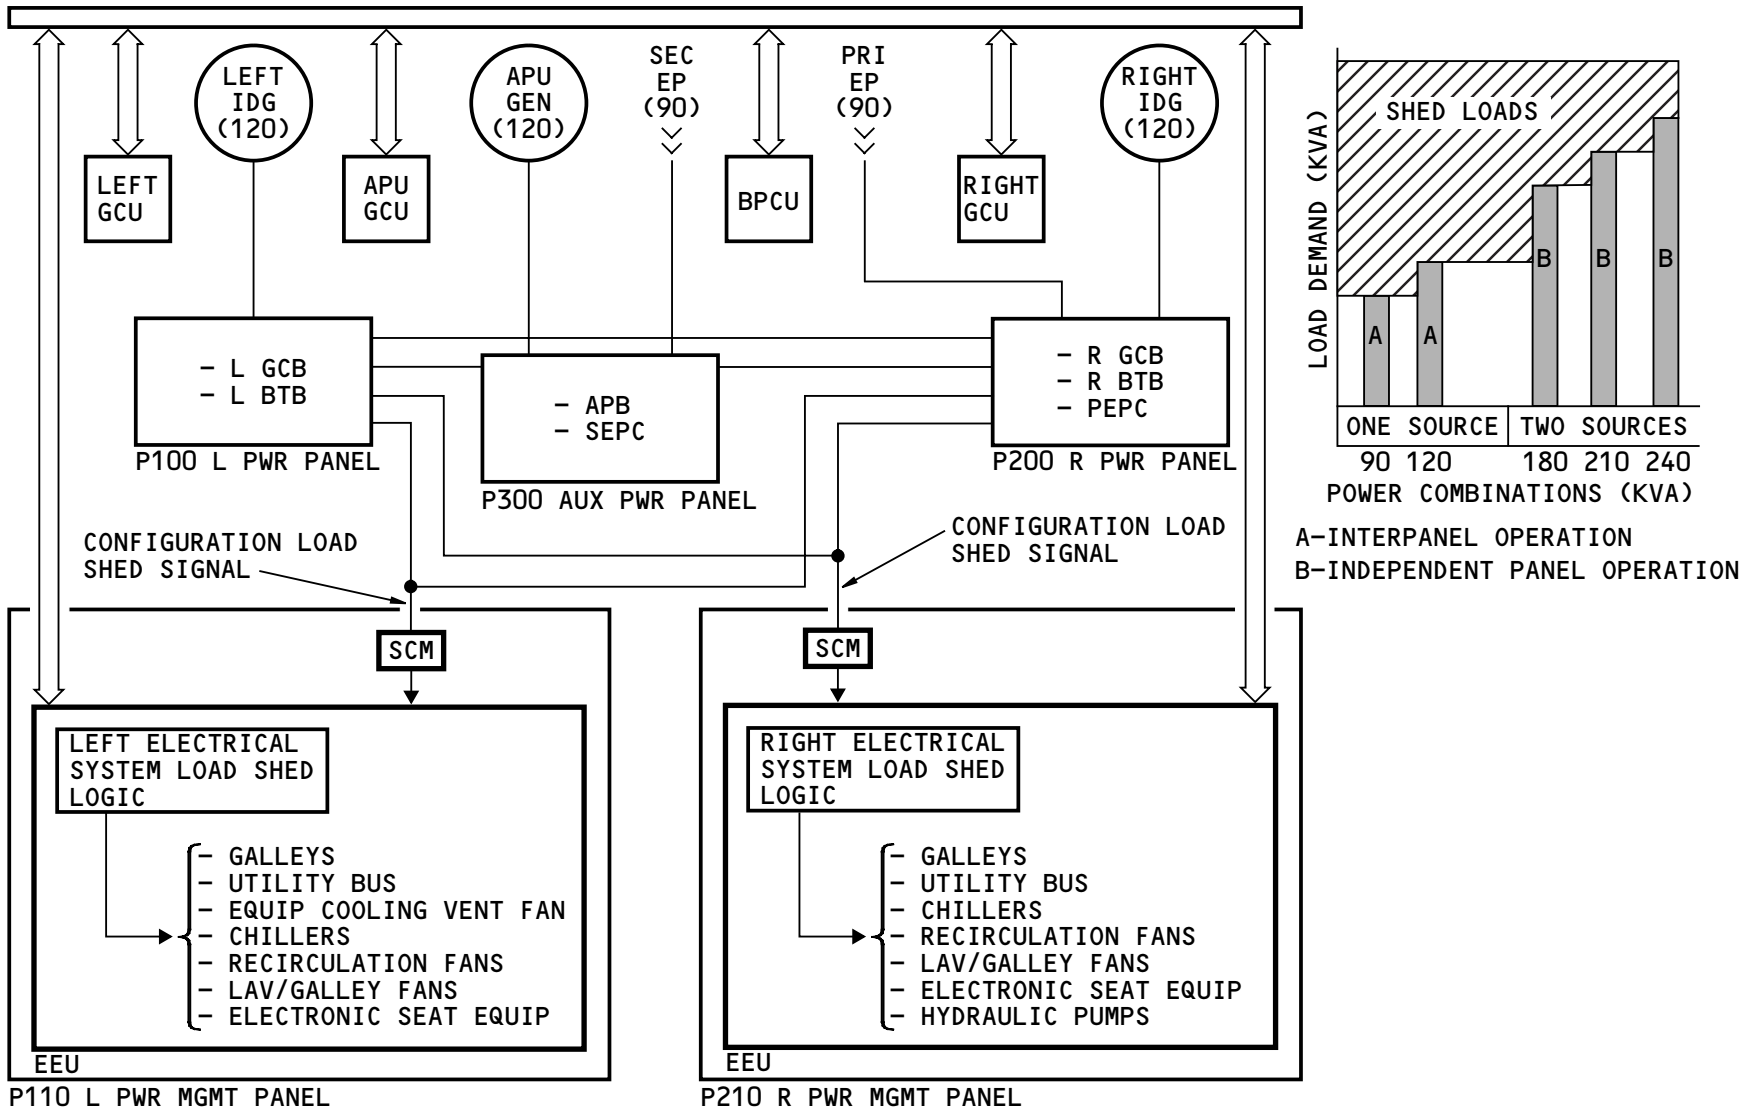 LEFT
IDG
(120)
APU
GEN
(120)
SEC
EP
(90)
PRI
EP
(90)
RIGHT
IDG
(120)
LEFT
GCU
APU
GCU
BPCU
RIGHT
GCU
- L GCB
- L BTB
P100 L PWR PANEL
- APB
- SEPC
P300 AUX PWR PANEL
- R GCB
- R BTB
- PEPC
P200 R PWR PANEL
CONFIGURATION LOAD
SHED SIGNAL
CONFIGURATION LOAD
SHED SIGNAL
SCM
LEFT ELECTRICAL
SYSTEM LOAD SHED
LOGIC
- GALLEYS
- UTILITY BUS
- EQUIP COOLING VENT FAN
- CHILLERS
- RECIRCULATION FANS
- LAV/GALLEY FANS
- ELECTRONIC SEAT EQUIP
EEU
P110 L PWR MGMT PANEL
SCM
RIGHT ELECTRICAL
SYSTEM LOAD SHED
LOGIC
- GALLEYS
- UTILITY BUS
- CHILLERS
- RECIRCULATION FANS
- LAV/GALLEY FANS
- ELECTRONIC SEAT EQUIP
- HYDRAULIC PUMPS
EEU
P210 R PWR MGMT PANEL
LOAD DEMAND (KVA)
SHED LOADS
A A B B B
ONE SOURCE TWO SOURCES
90 120 180 210 240
POWER COMBINATIONS (KVA)
A-INTERPANEL OPERATION
B-INDEPENDENT PANEL OPERATION